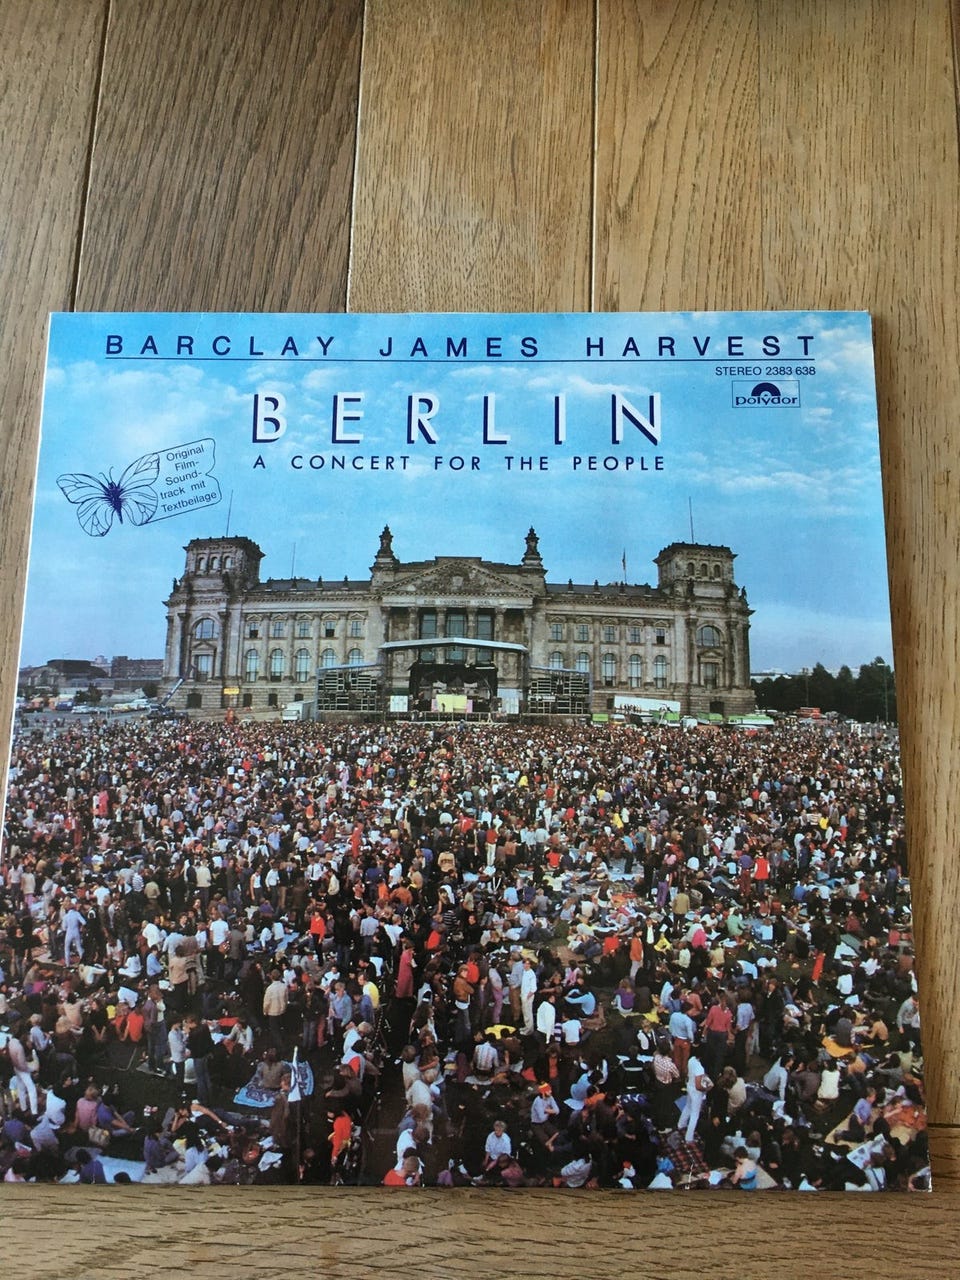 BARCLAY JAMES HARVEST
STEREO 2383 638
polydor
BERLIN
A CONCERT FOR THE PEOPLE
Original
Film-
Sound-
track mit
Textbeilage